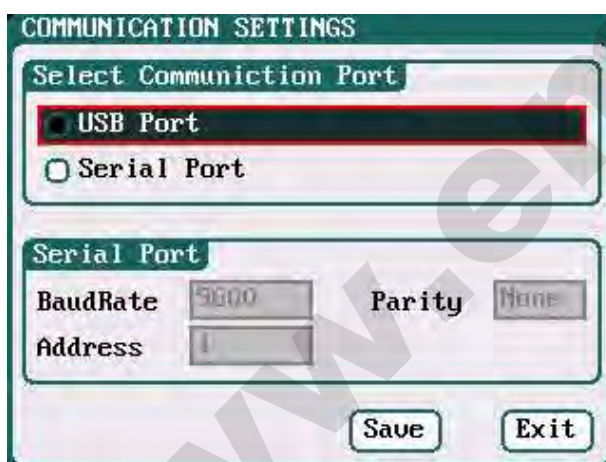 COMMUNICATION SETTINGS
Select Communiction Port
USB Port
Serial Port
Serial Port
BaudRate 9600 Parity None
Address 1
Save Exit